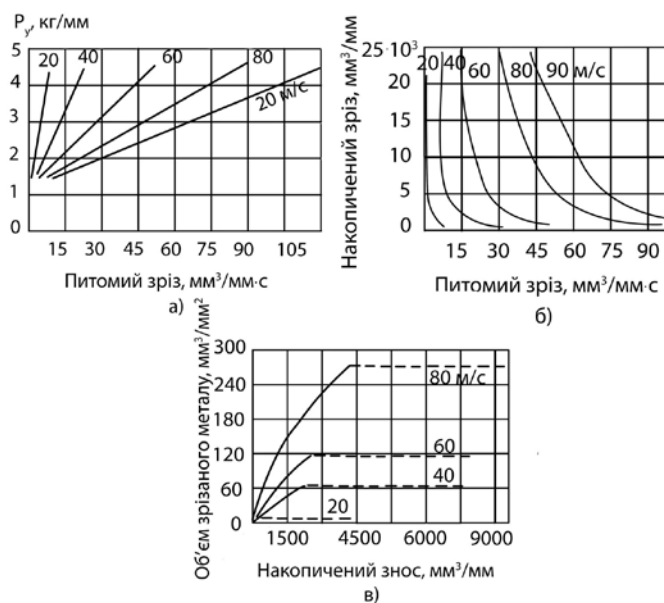 Pу, кг/мм
5
4
3
2
1
0
20
40
60
80
20 м/с
15 30 45 60 75 90 105
Питомий зріз, мм³/мм·с
а)
Накопичений зріз, мм³/мм
25·10³
20
15
10
5
0
20 40 60 80 90 м/с
15 30 45 60 75 90
Питомий зріз, мм³/мм·с
б)
Об'єм зрізаного металу, мм³/мм²
300
240
120
60
0
80 м/с
60
40
20
1500 4500 6000 7500 9000
Накопичений знос, мм³/мм
в)